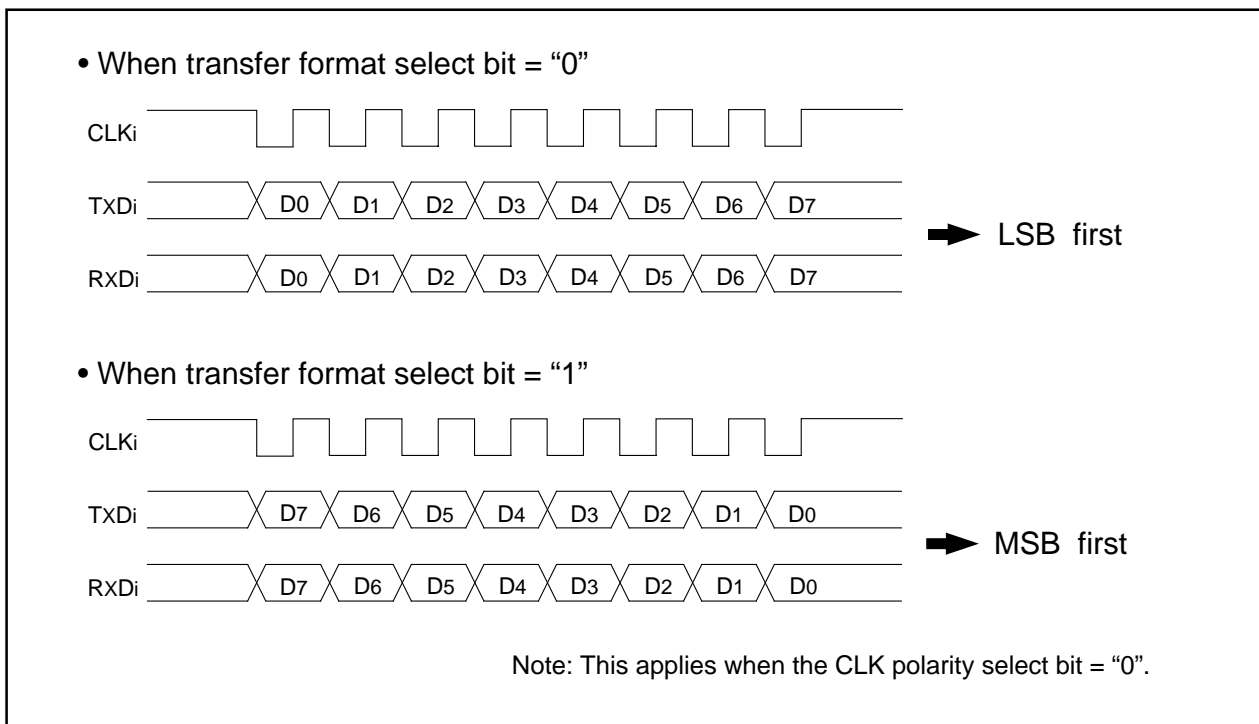 • When transfer format select bit = “0”
CLKi
TXDi D0 D1 D2 D3 D4 D5 D6 D7
LSB first
RXDi D0 D1 D2 D3 D4 D5 D6 D7
• When transfer format select bit = “1”
CLKi
TXDi D7 D6 D5 D4 D3 D2 D1 D0
MSB first
RXDi D7 D6 D5 D4 D3 D2 D1 D0
Note: This applies when the CLK polarity select bit = “0”.